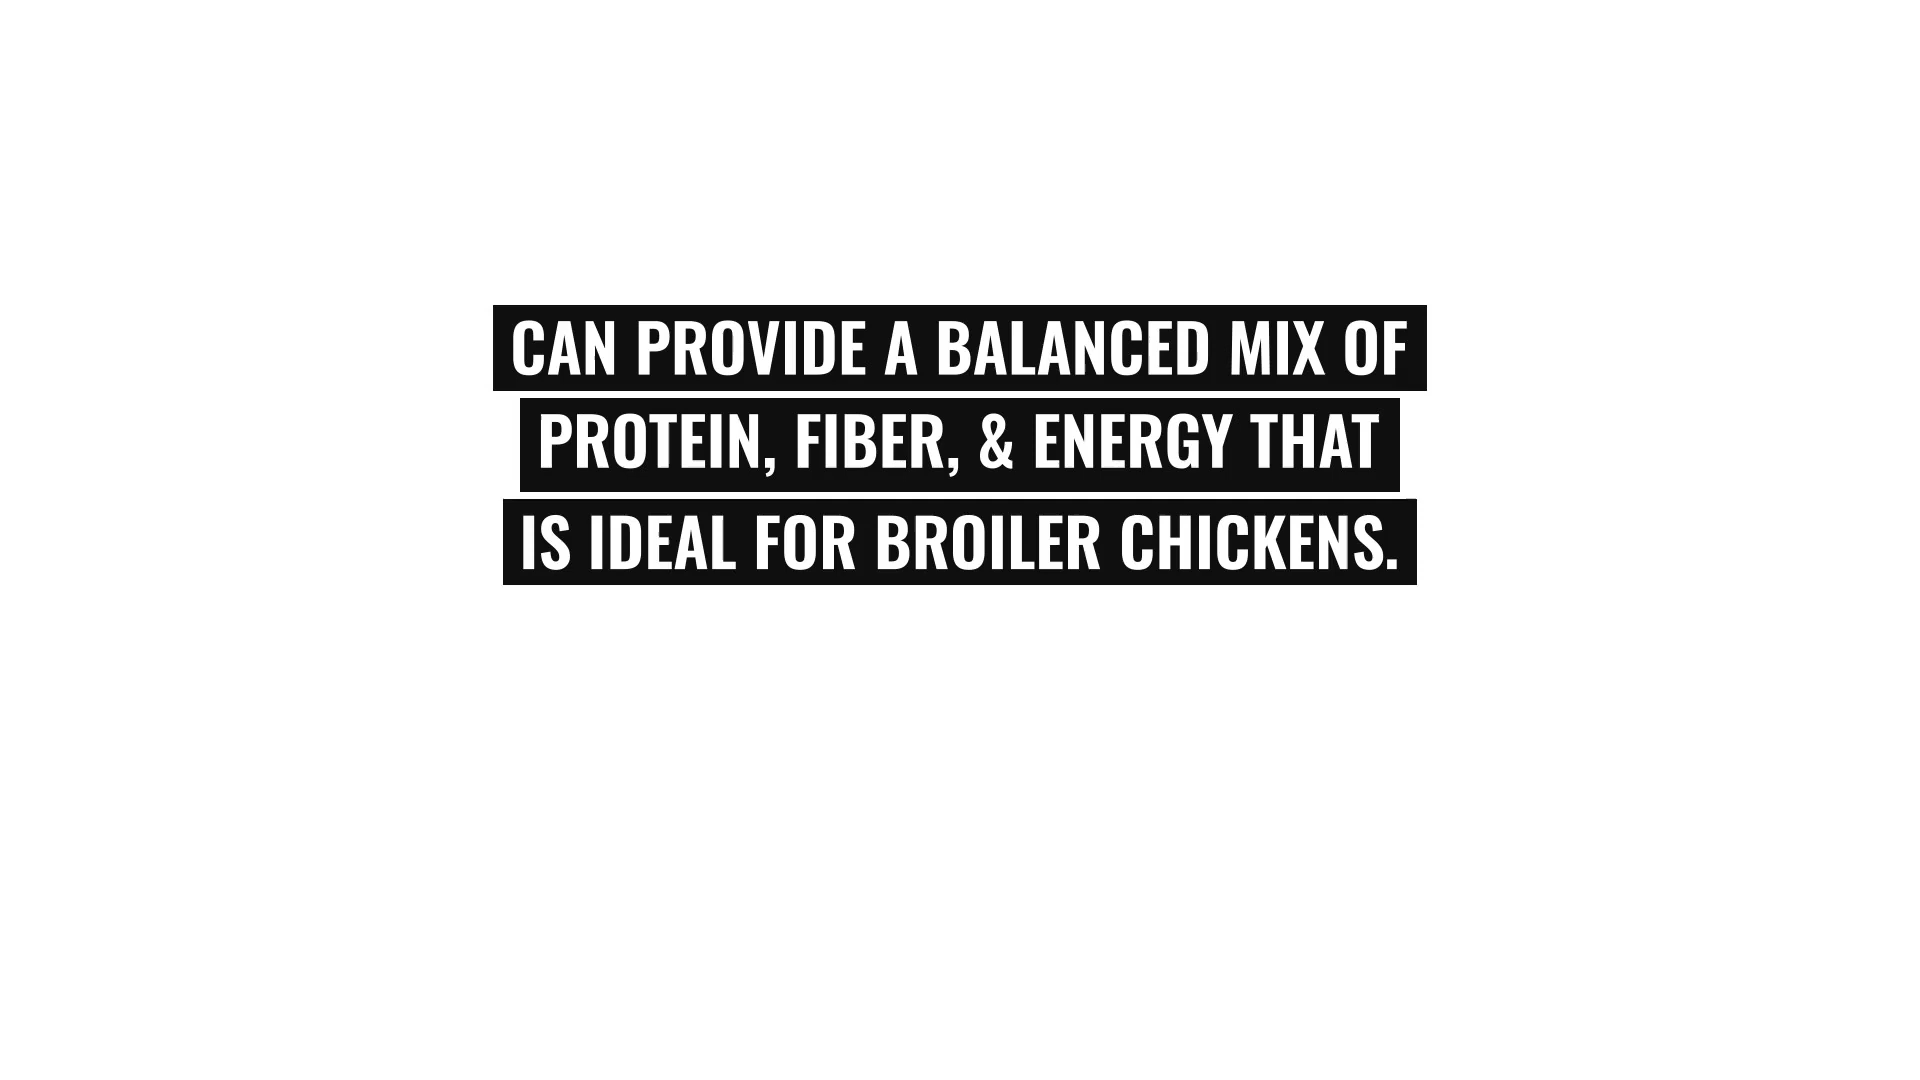 CAN PROVIDE A BALANCED MIX OF
PROTEIN, FIBER, & ENERGY THAT
IS IDEAL FOR BROILER CHICKENS.